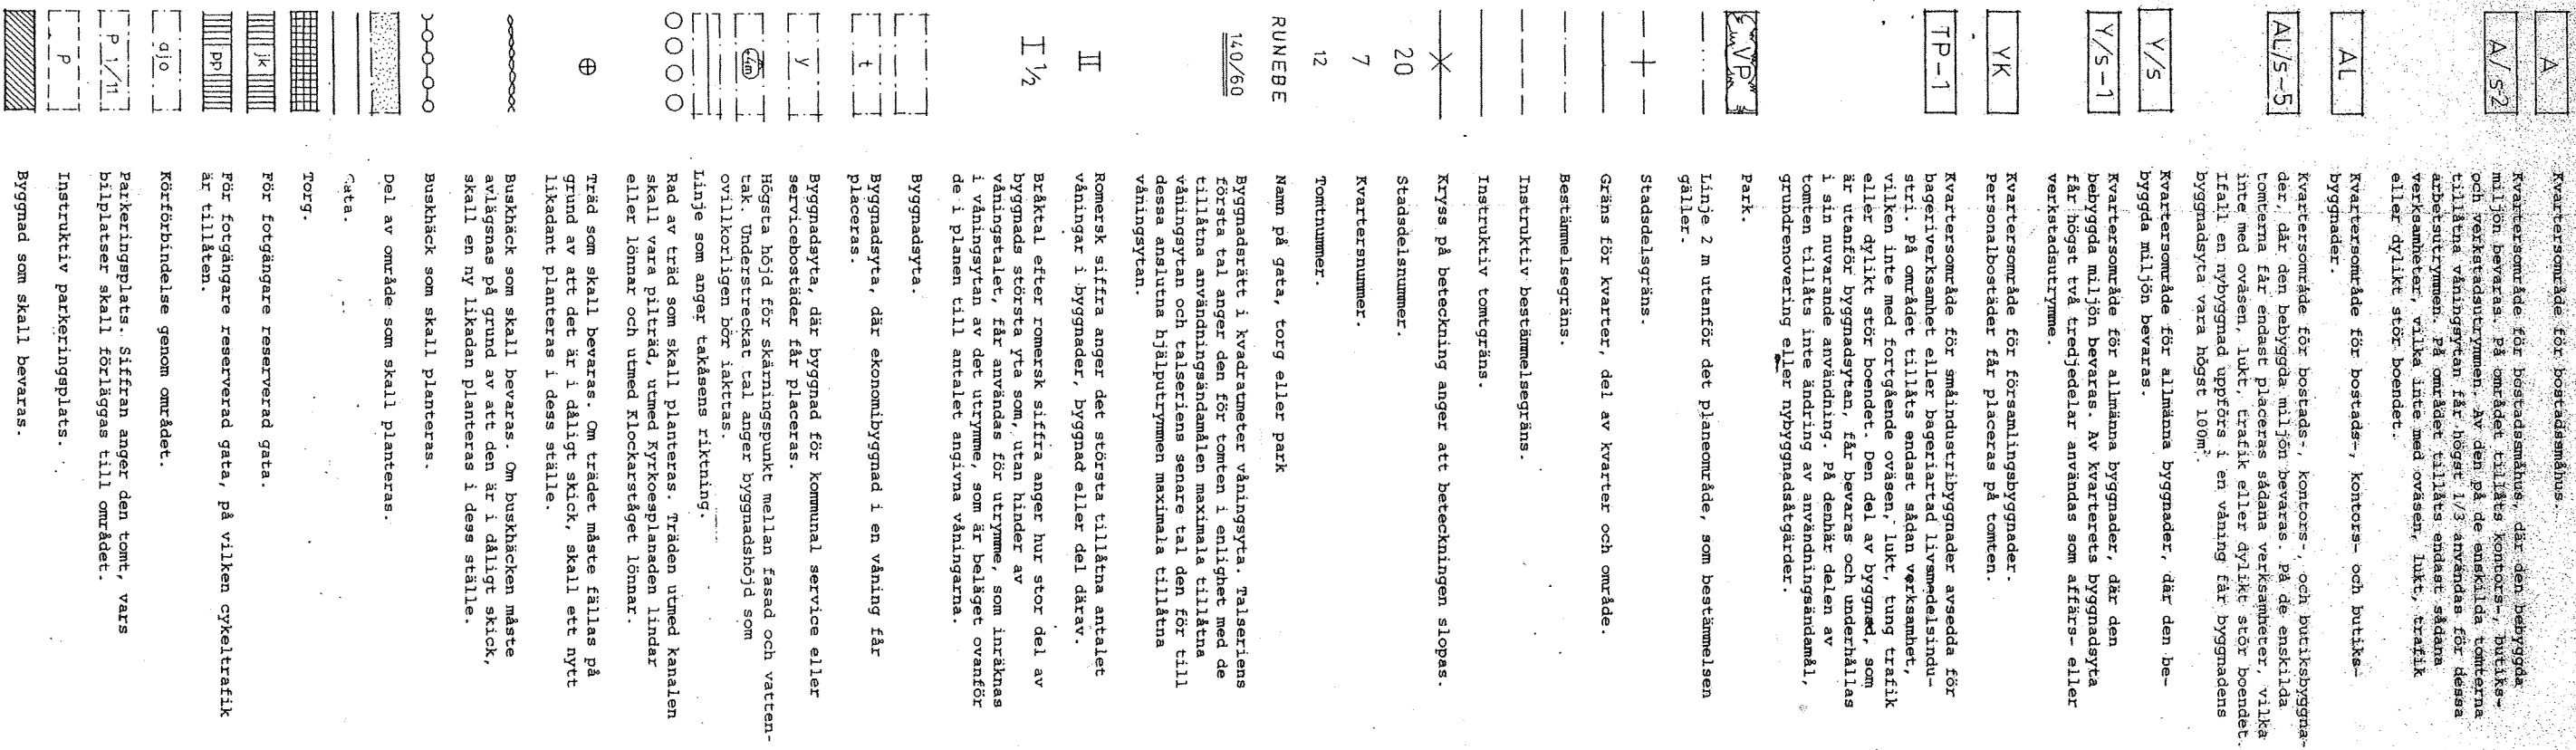 A
Kvartersområde för bostadssmåhus.
A/s-2
Kvartersområde för bostadssmåhus, där den bebyggda
miljön bevaras. På området tillåts kontors-, butiks-
och verkstadsutrymmen. Av den på de enskilda tomterna
tillåtna våningsytan får högst 1/3 användas för dessa
arbetsutrymmen. På området tillåts endast sådana
verksamheter, vilka inte med oväsen, lukt, trafik
eller dylikt stör boendet.
AL
Kvartersområde för bostads-, kontors- och butiks-
byggnader.
AL/s-5
Kvartersområde för bostads-, kontors-, och butiksbyggna-
der, där den bebyggda miljön bevaras. På de enskilda
tomterna får endast placeras sådana verksamheter, vilka
inte med oväsen, lukt, trafik eller dylikt stör boendet.
Ifall en nybyggnad uppförs i en våning får byggnadens
byggnadsyta vara högst 100m².
Y/s
Kvartersområde för allmänna byggnader, där den be-
byggda miljön bevaras.
Y/s-1
Kvartersområde för allmänna byggnader, där den
bebyggda miljön bevaras. Av kvarterets byggnadsyta
får högst två tredjedelar användas som affärs- eller
verkstadsutrymme.
YK
Kvartersområde för församlingsbyggnader.
Personalbostäder får placeras på tomten.
TP-1
Kvartersområde för småindustribyggnader avsedda för
bageriverksamhet eller bageriartad livsmedelsindu-
stri. På området tillåts endast sådan verksamhet,
vilken inte med fortgående oväsen, lukt, tung trafik
eller dylikt stör boendet. Den del av byggnad, som
är utanför byggnadsytan, får bevaras och underhållas
i sin nuvarande användning. På denhär delen av
tomten tillåts inte ändring av användningsändamål,
grundrenovering eller nybyggnadsåtgärder.
VP
Park.
Linje 2 m utanför det planeområde, som bestämmelsen
gäller.
Stadsdelsgräns.
Gräns för kvarter, del av kvarter och område.
Bestämmelsegräns.
Instruktiv bestämmelsegräns.
Instruktiv tomtgräns.
Kryss på beteckning anger att beteckningen slopas.
20
Stadsdelsnummer.
7
Kvartersnummer.
12
Tomtnummer.
RUNEBE
Namn på gata, torg eller park
140/60
Byggnadsrätt i kvadratmeter våningsyta. Talseriens
första tal anger den för tomten i enlighet med de
tillåtna användningsändamålen maximala tillåtna
våningsytan och talseriens senare tal den för till
dessa anslutna hjälputrymmen maximala tillåtna
våningsytan.
II
Romersk siffra anger det största tillåtna antalet
våningar i byggnader, byggnad eller del därav.
I 1/2
Bråktal efter romersk siffra anger hur stor del av
byggnads största yta som, utan hinder av
våningstalet, får användas för utrymme, som inräknas
i våningsytan av det utrymme, som är beläget ovanför
de i planen till antalet angivna våningarna.
Byggnadsyta.
t
Byggnadsyta, där ekonomibyggnad i en våning får
placeras.
y
Byggnadsyta, där byggnad för kommunal service eller
servicebostäder får placeras.
4m
Högsta höjd för skärningspunkt mellan fasad och vatten-
tak. Understreckat tal anger byggnadshöjd som
ovillkorligen bör iakttas.
Linje som anger takåsens riktning.
Rad av träd som skall planteras. Träden utmed kanalen
skall vara pilträd, utmed Kyrkoesplanaden lindar
eller lönnar och utmed Klockarståget lönnar.
Träd som skall bevaras. Om trädet måste fällas på
grund av att det är i dåligt skick, skall ett nytt
likadant planteras i dess ställe.
Buskhäck som skall bevaras. Om buskhäcken måste
avlägsnas på grund av att den är i dåligt skick,
skall en ny likadan planteras i dess ställe.
Buskhäck som skall planteras.
Del av område som skall planteras.
Gata.
Torg.
jk
För fotgängare reserverad gata.
pp
För fotgängare reserverad gata, på vilken cykeltrafik
är tillåten.
ajo
Körförbindelse genom området.
P 1/11
Parkeringsplats. Siffran anger den tomt, vars
bilplatser skall förläggas till området.
P
Instruktiv parkeringsplats.
Byggnad som skall bevaras.